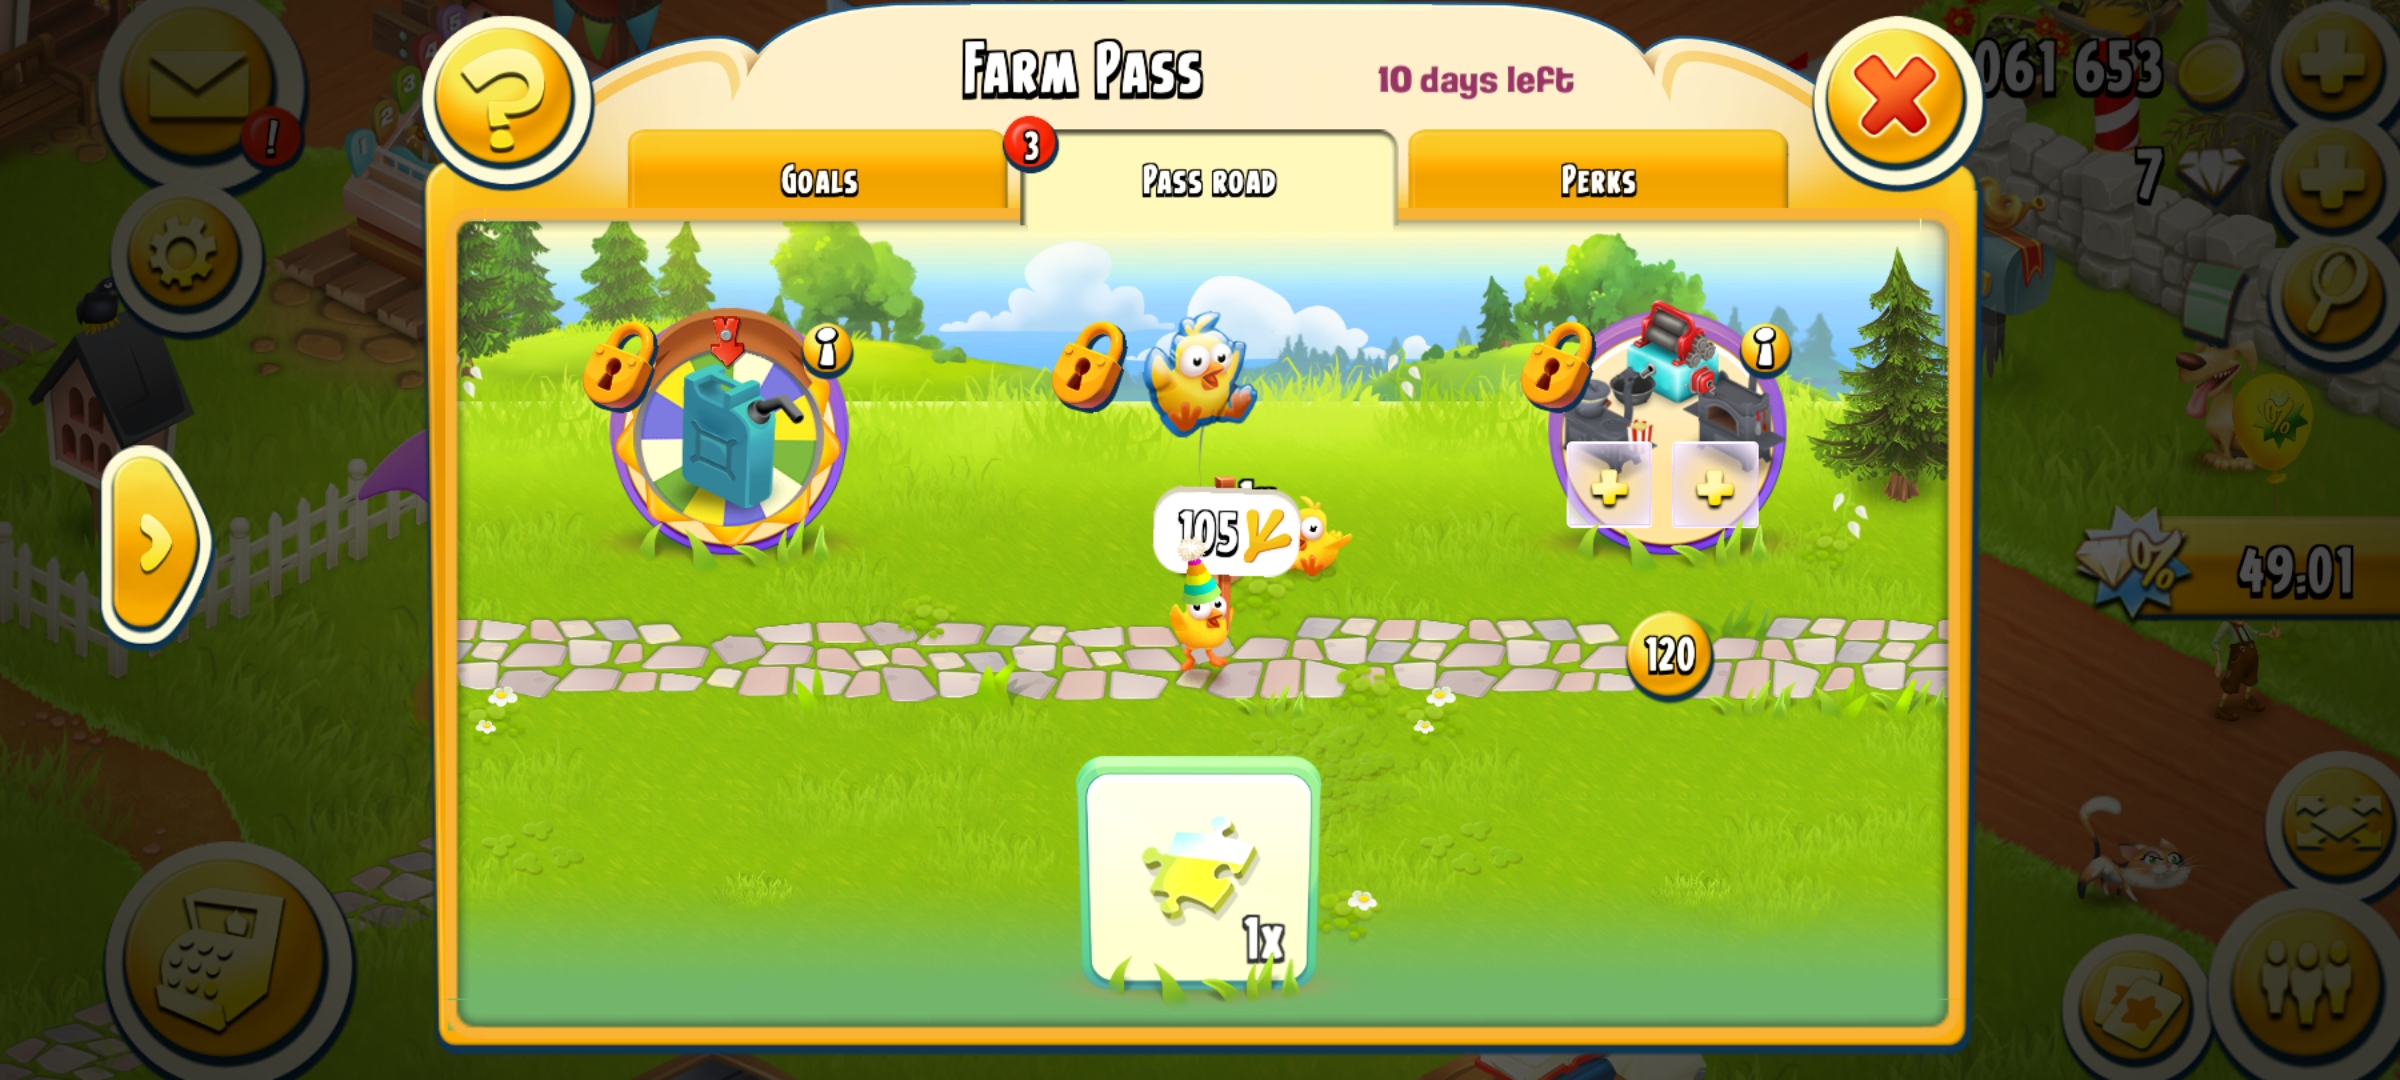 FARM PASS
10 days left
061 653
7
3
GOALS
PASS ROAD
PERKS
105
120
49:01
1x